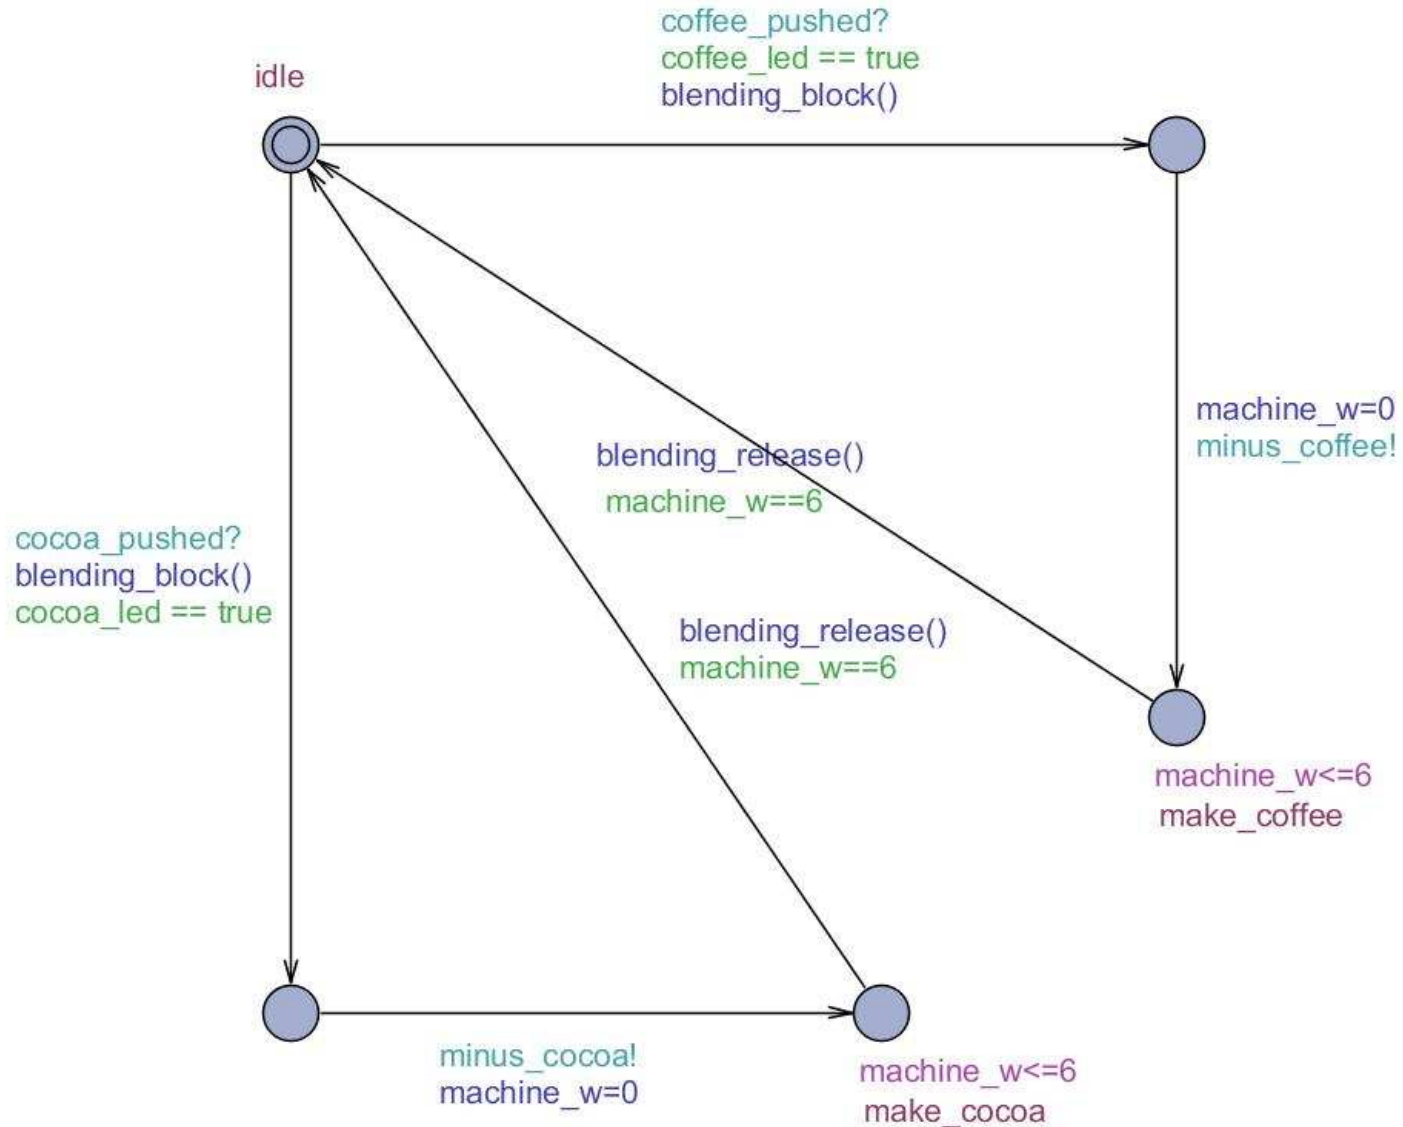 coffee_pushed?
coffee_led == true
blending_block()
idle
machine_w=0
minus_coffee!
blending_release()
machine_w==6
cocoa_pushed?
blending_block()
cocoa_led == true
blending_release()
machine_w==6
machine_w<=6
make_coffee
minus_cocoa!
machine_w=0
machine_w<=6
make_cocoa